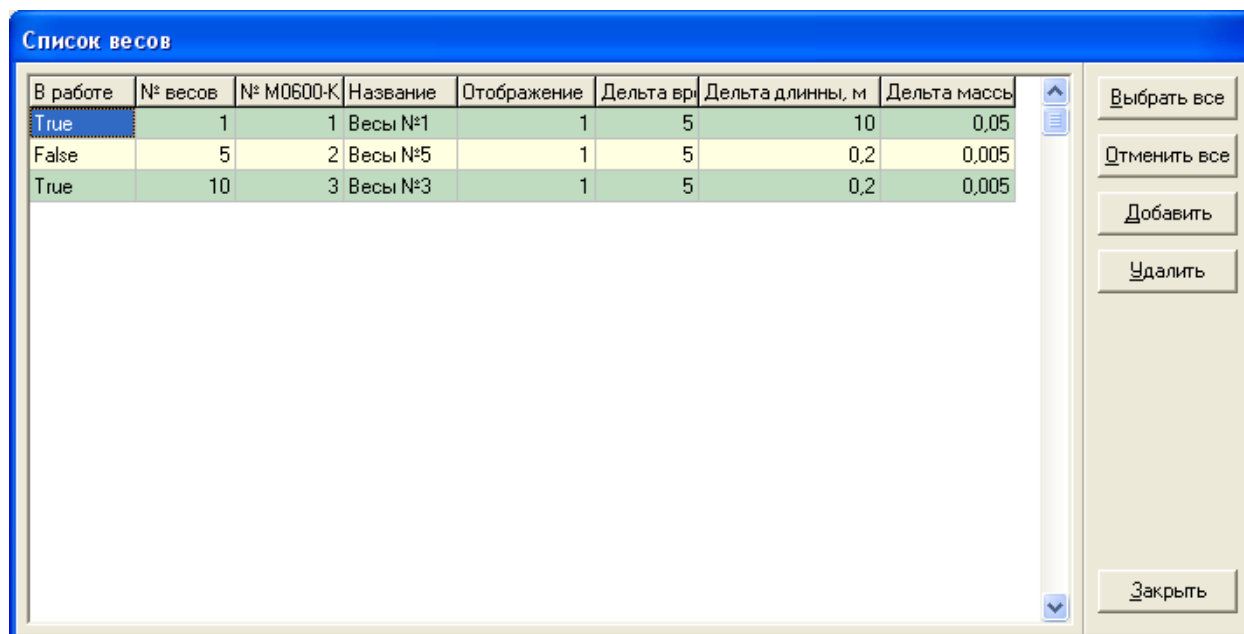 Список весов
В работе № весов № М0600-К Название Отображение Дельта вре Дельта длинны, м Дельта массы
True 1 1 Весы №1 1 5 10 0,05
False 5 2 Весы №5 1 5 0,2 0,005
True 10 3 Весы №3 1 5 0,2 0,005
Выбрать все
Отменить все
Добавить
Удалить
Закрыть